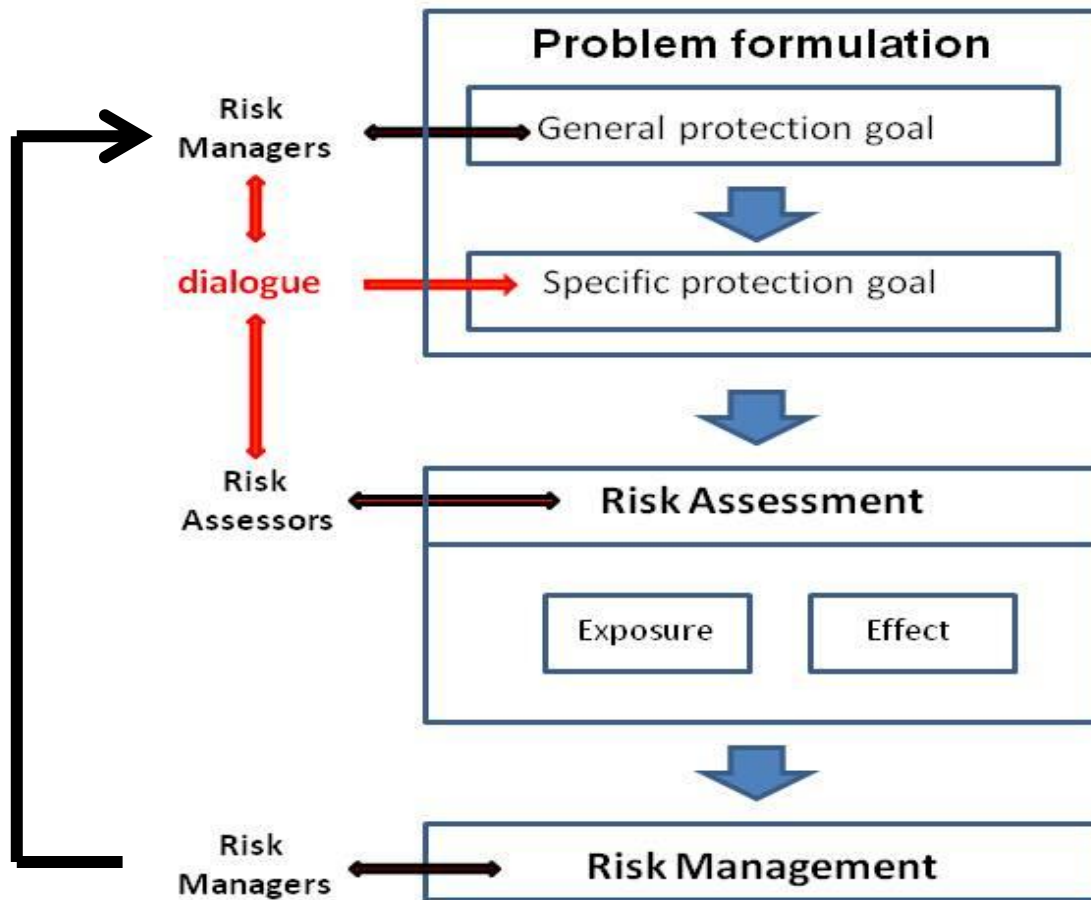 Problem formulation
Risk
Managers
General protection goal
dialogue
Specific protection goal
Risk
Assessors
Risk Assessment
Exposure
Effect
Risk
Managers
Risk Management